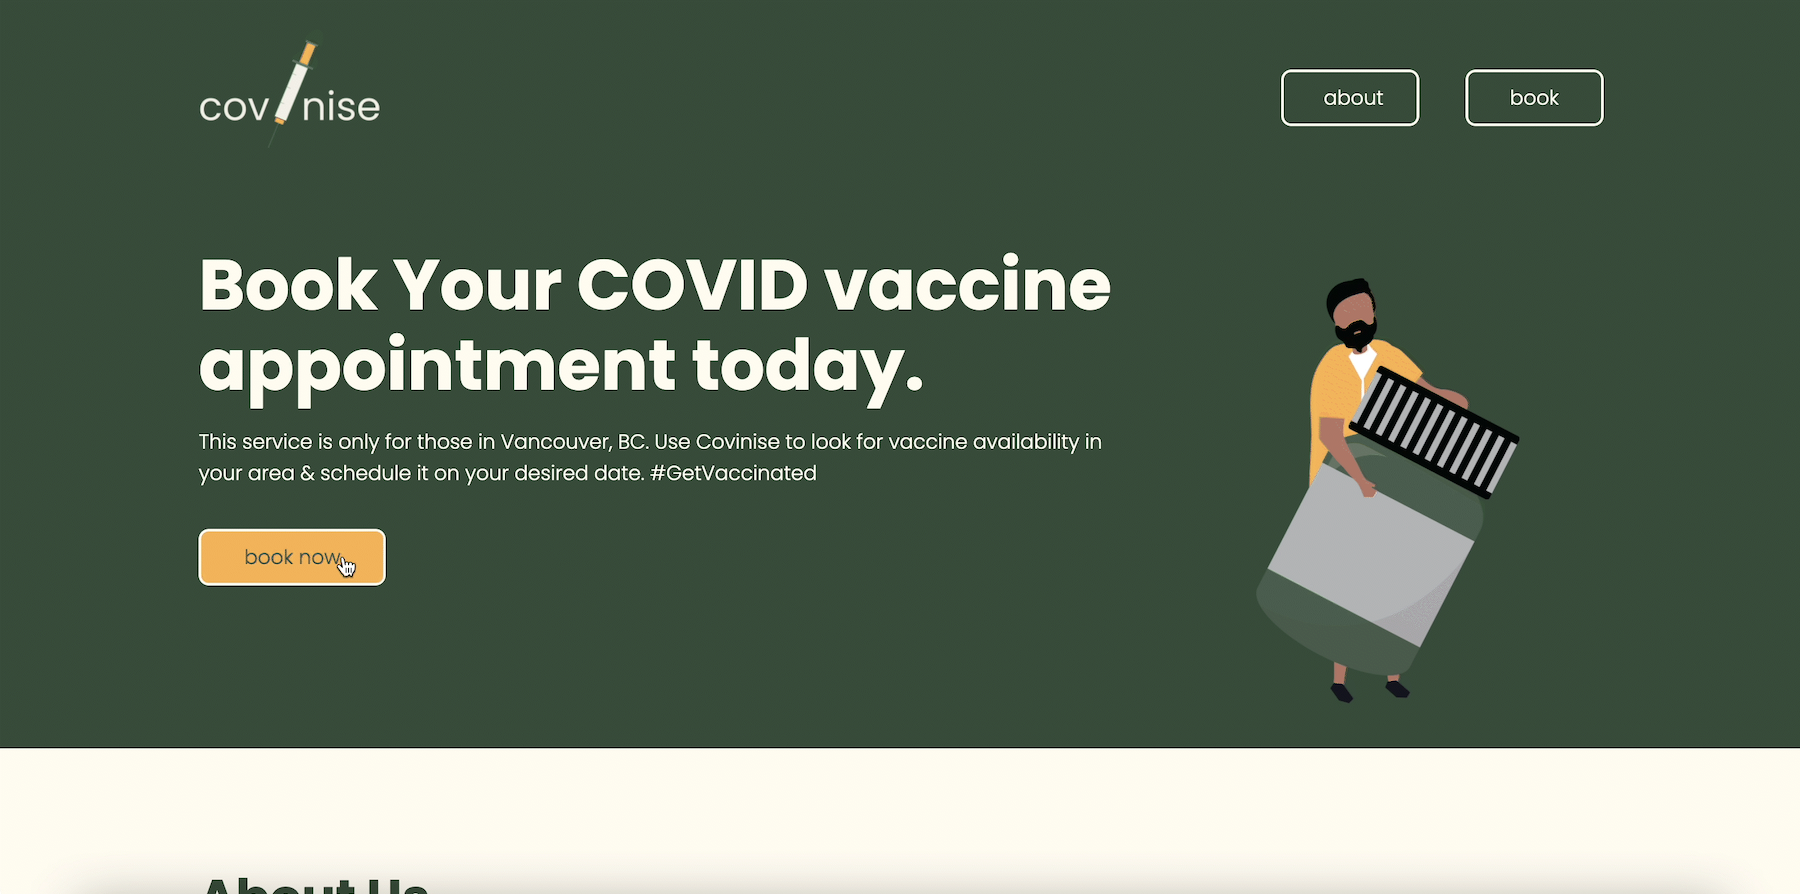 cov nise
about
book
Book Your COVID vaccine
appointment today.
This service is only for those in Vancouver, BC. Use Covinise to look for vaccine availability in
your area & schedule it on your desired date. #GetVaccinated
book now
About Us